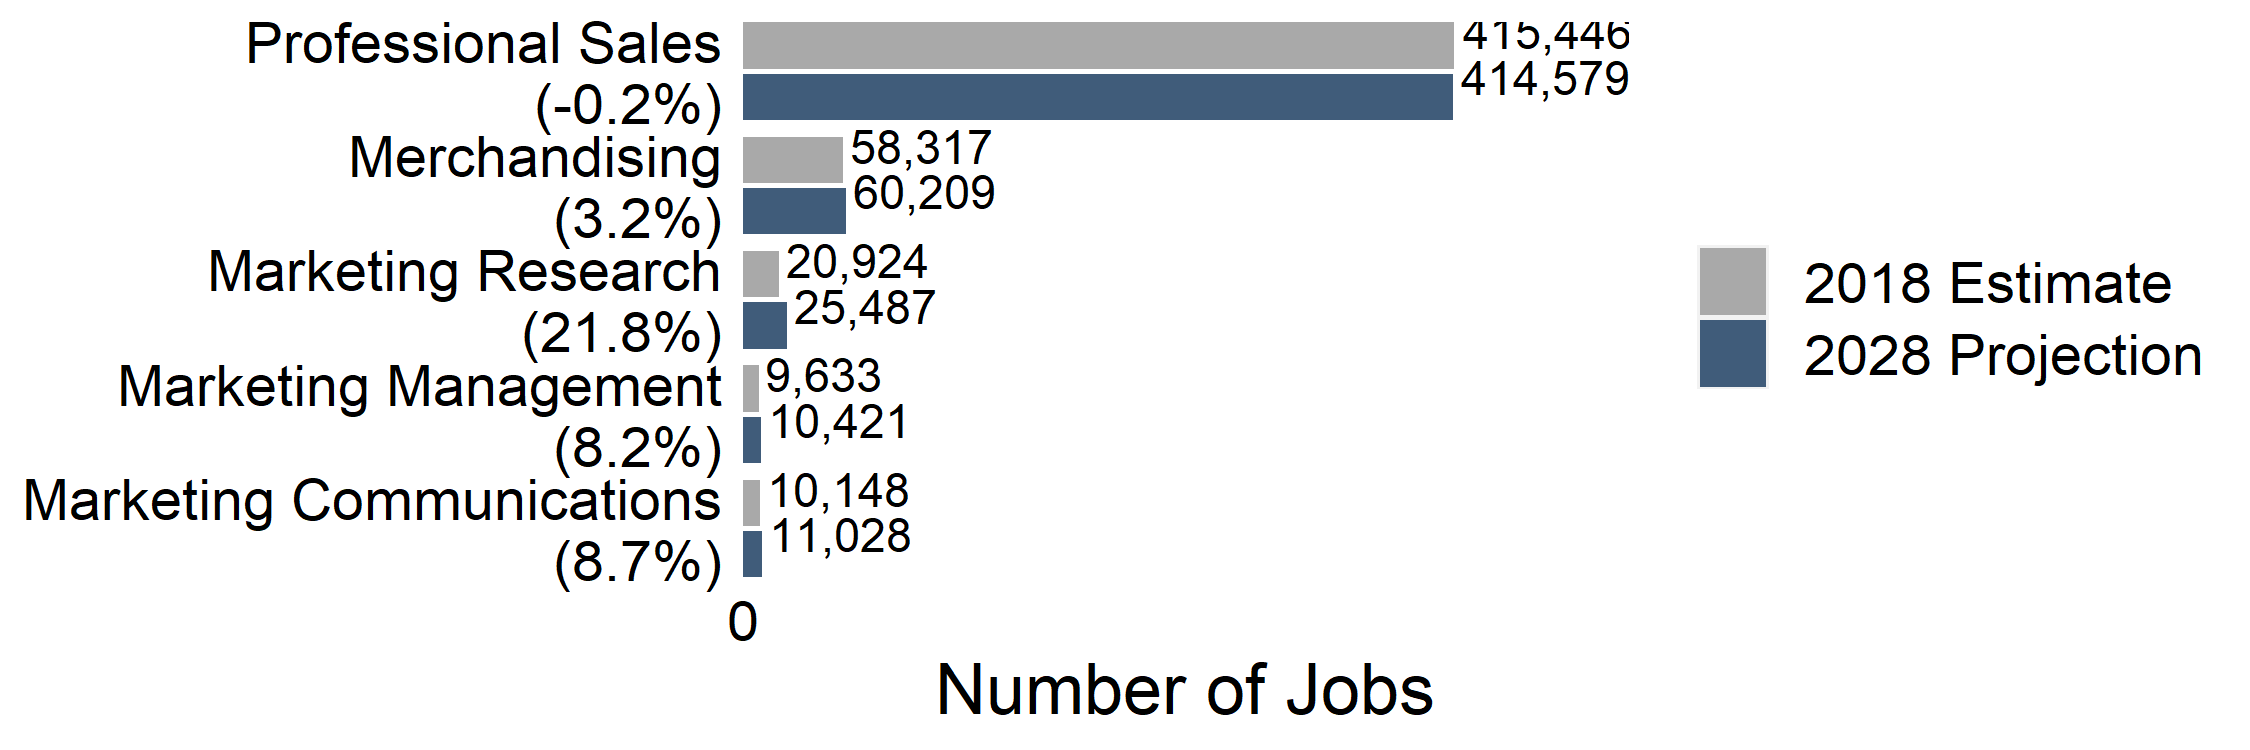 Professional Sales
(-0.2%)
415,446
414,579
Merchandising
(3.2%)
58,317
60,209
Marketing Research
(21.8%)
20,924
25,487
Marketing Management
(8.2%)
9,633
10,421
Marketing Communications
(8.7%)
10,148
11,028
0
Number of Jobs
2018 Estimate
2028 Projection